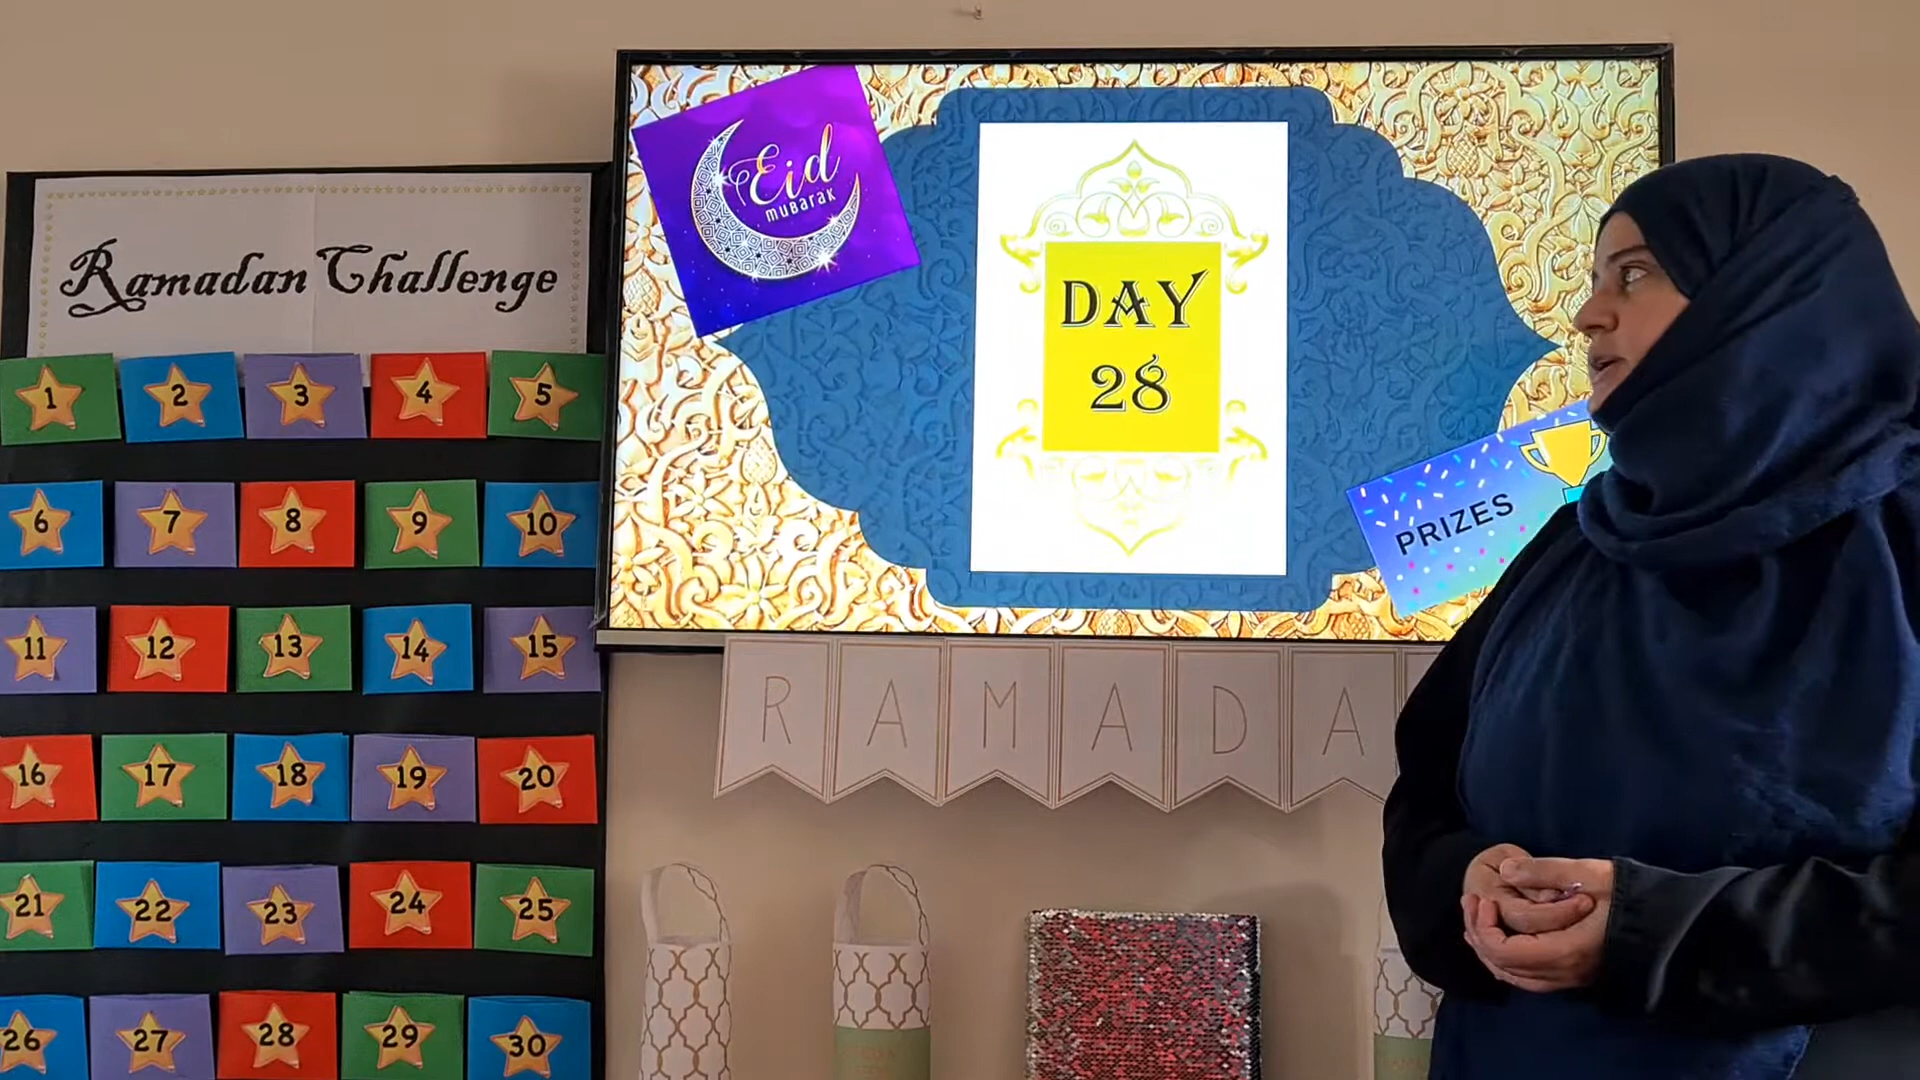 Ramadan Challenge
1 2 3 4 5
6 7 8 9 10
11 12 13 14 15
16 17 18 19 20
21 22 23 24 25
26 27 28 29 30
Eid
MUBARAK
DAY
28
PRIZES
RAMADA